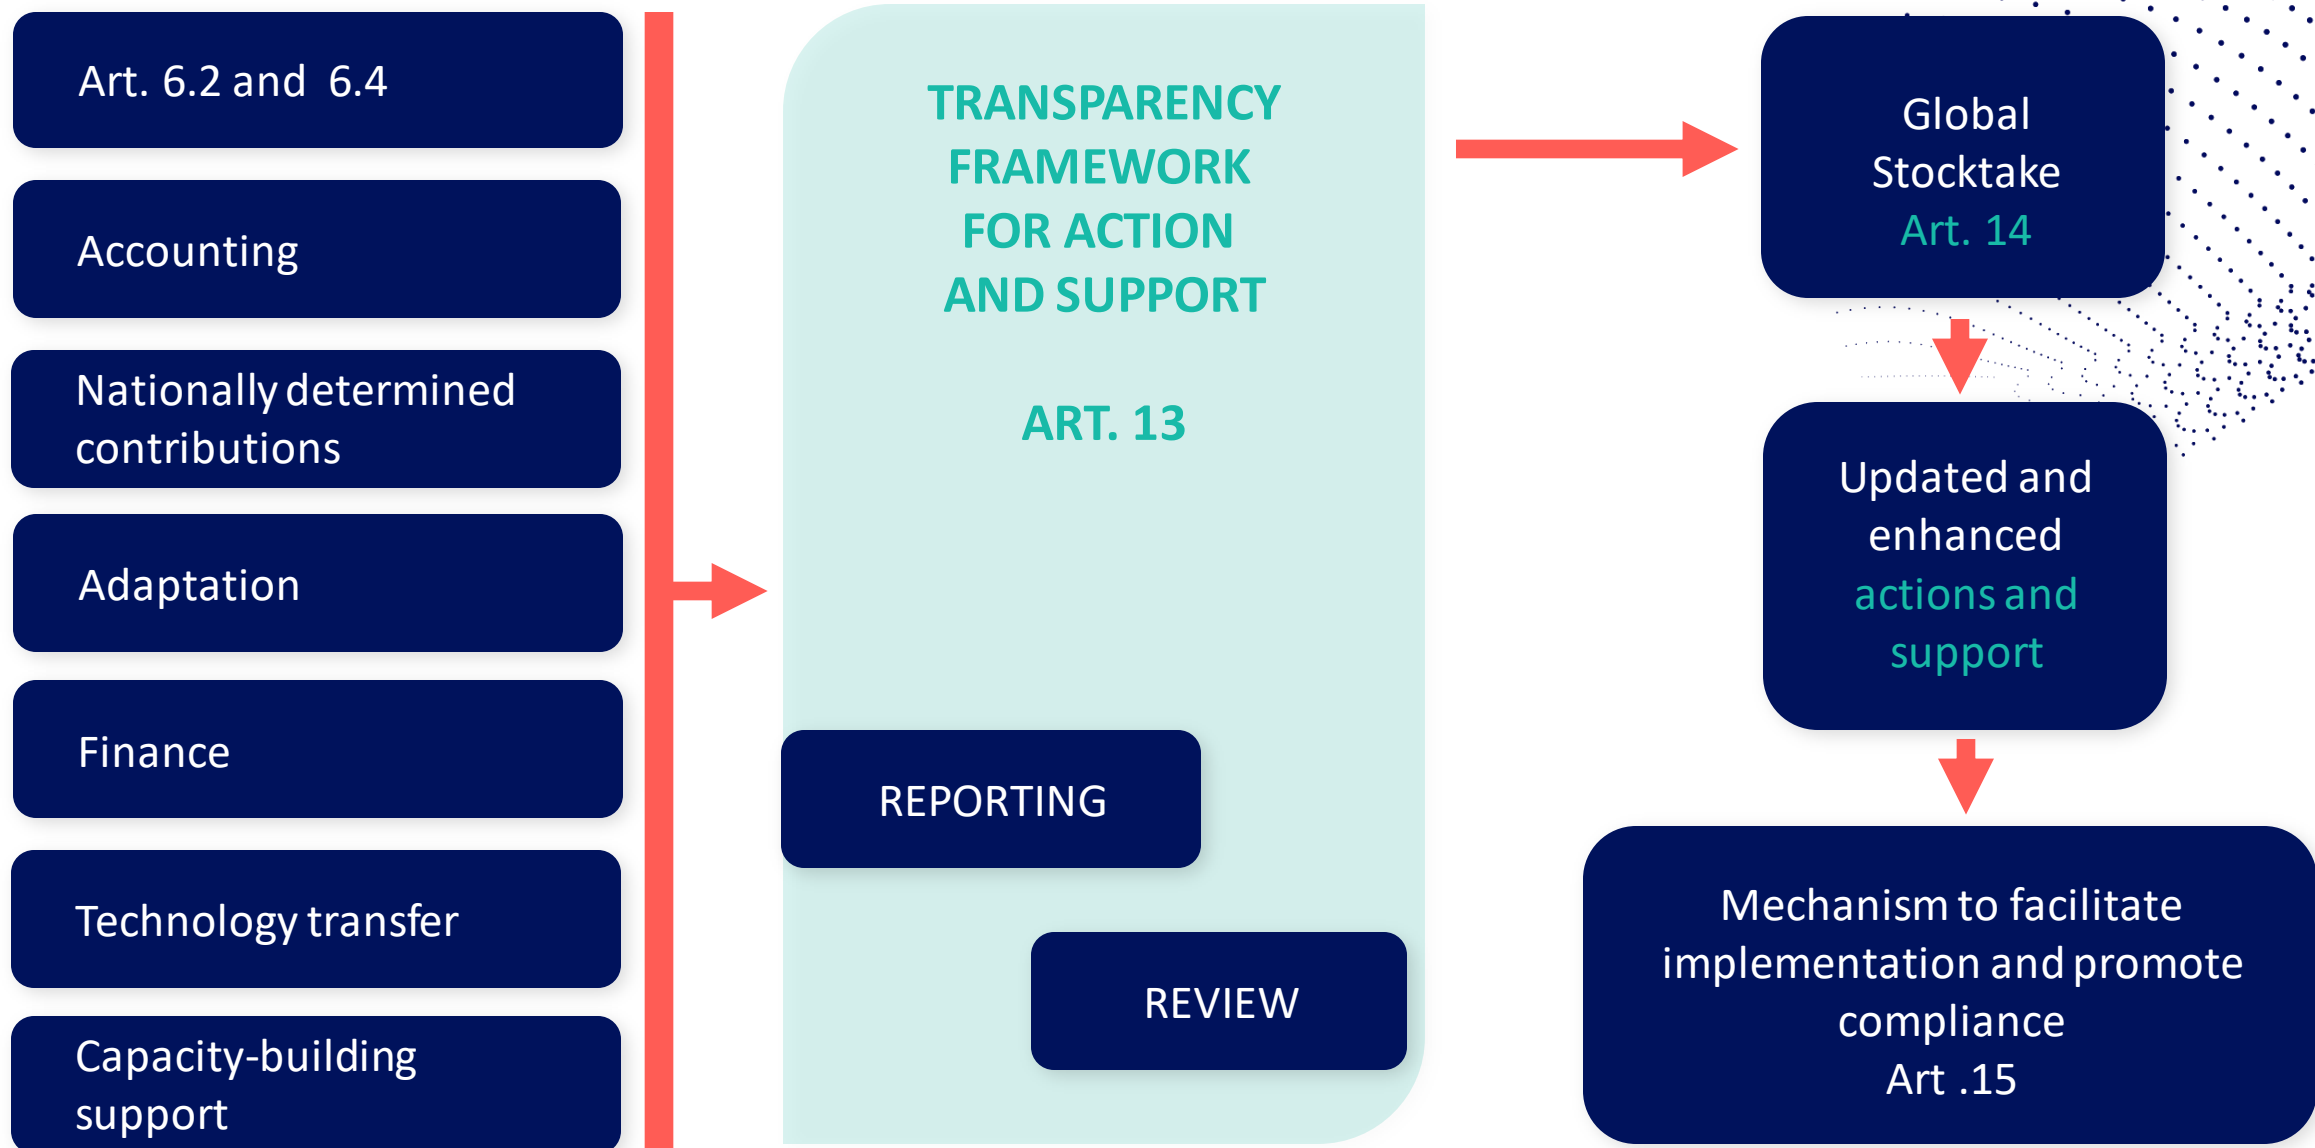 Art. 6.2 and 6.4
Accounting
Nationally determined
contributions
Adaptation
Finance
Technology transfer
Capacity-building
support
TRANSPARENCY
FRAMEWORK
FOR ACTION
AND SUPPORT
ART. 13
REPORTING
REVIEW
Global
Stocktake
Art. 14
Updated and
enhanced
actions and
support
Mechanism to facilitate
implementation and promote
compliance
Art .15